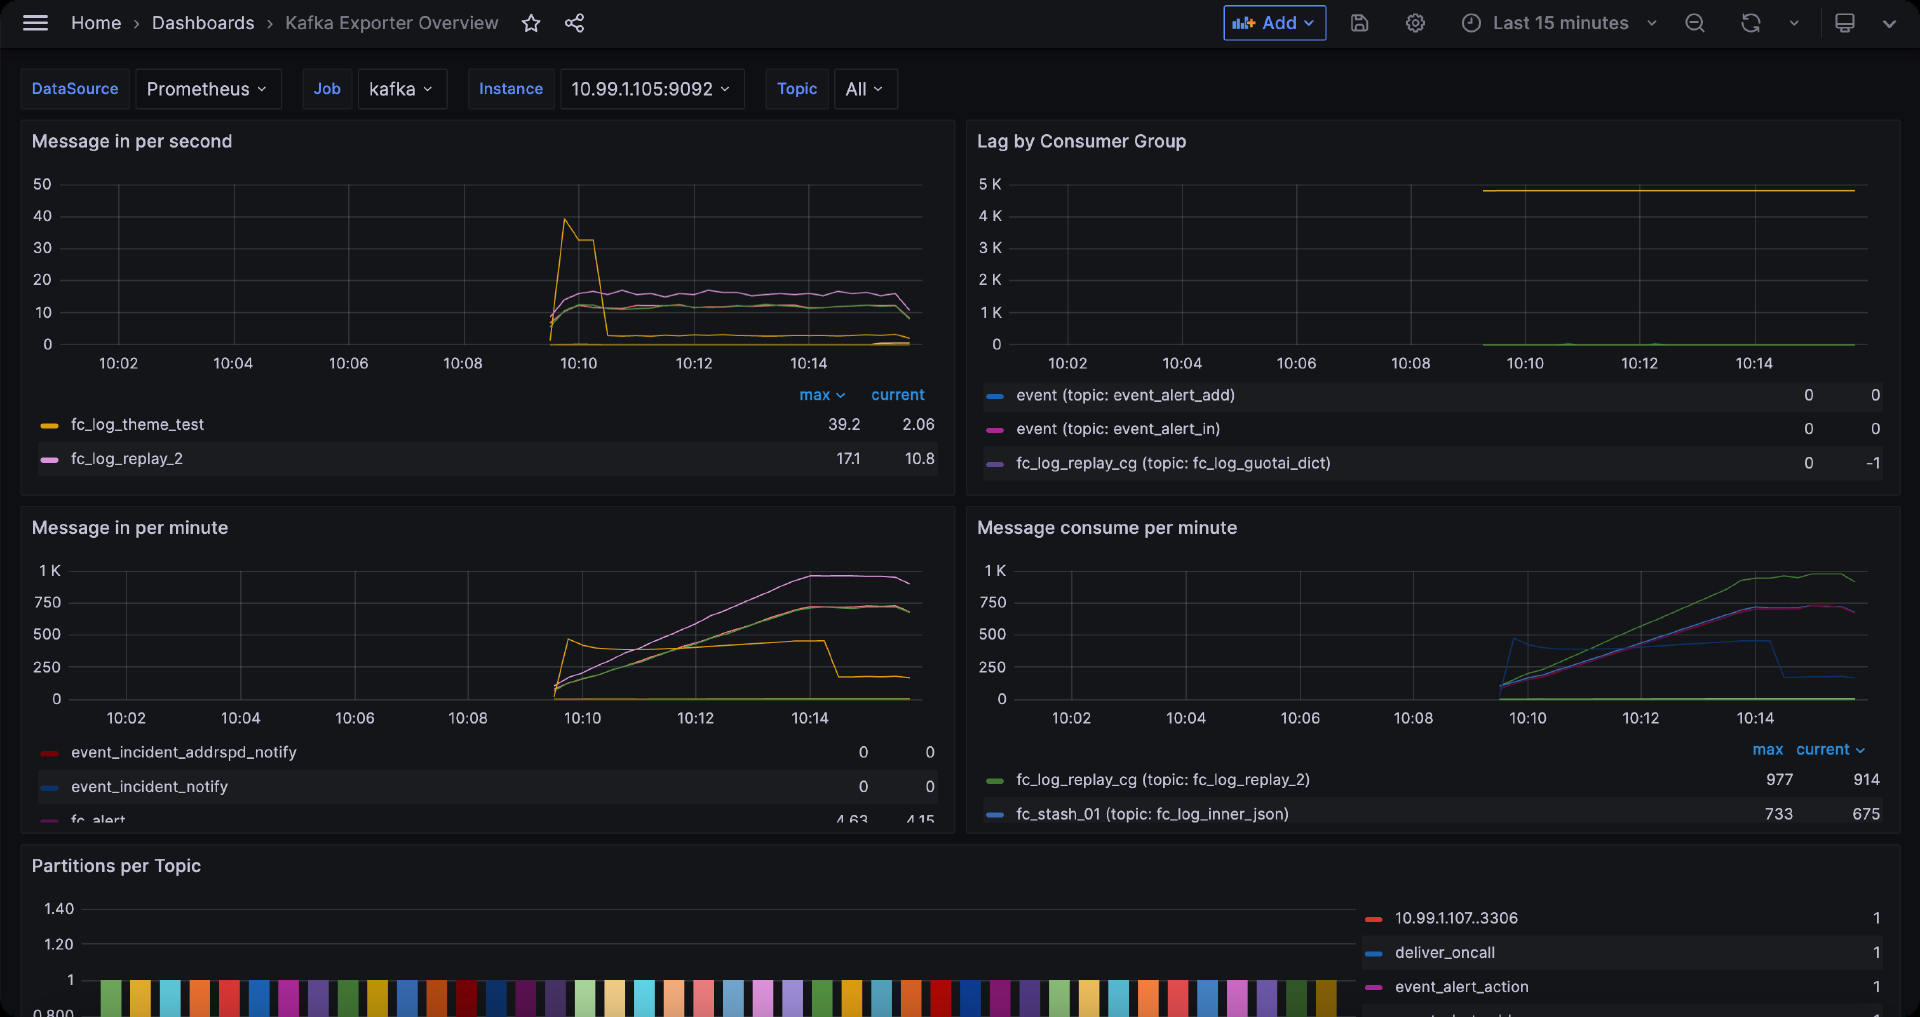 Home › Dashboards › Kafka Exporter Overview Add Last 15 minutes
DataSource Prometheus Job kafka Instance 10.99.1.105:9092 Topic All
Message in per second
50
40
30
20
10
0
10:02 10:04 10:06 10:08 10:10 10:12 10:14
max current
fc_log_theme_test 39.2 2.06
fc_log_replay_2 17.1 10.8
Lag by Consumer Group
5 K
4 K
3 K
2 K
1 K
0
10:02 10:04 10:06 10:08 10:10 10:12 10:14
event (topic: event_alert_add) 0 0
event (topic: event_alert_in) 0 0
fc_log_replay_cg (topic: fc_log_guotai_dict) 0 -1
Message in per minute
1 K
750
500
250
0
10:02 10:04 10:06 10:08 10:10 10:12 10:14
event_incident_addrspd_notify 0 0
event_incident_notify 0 0
fc_alert 4.63 4.15
Message consume per minute
1 K
750
500
250
0
10:02 10:04 10:06 10:08 10:10 10:12 10:14
max current
fc_log_replay_cg (topic: fc_log_replay_2) 977 914
fc_stash_01 (topic: fc_log_inner_json) 733 675
Partitions per Topic
1.40
1.20
1
0.800
10.99.1.107..3306 1
deliver_oncall 1
event_alert_action 1